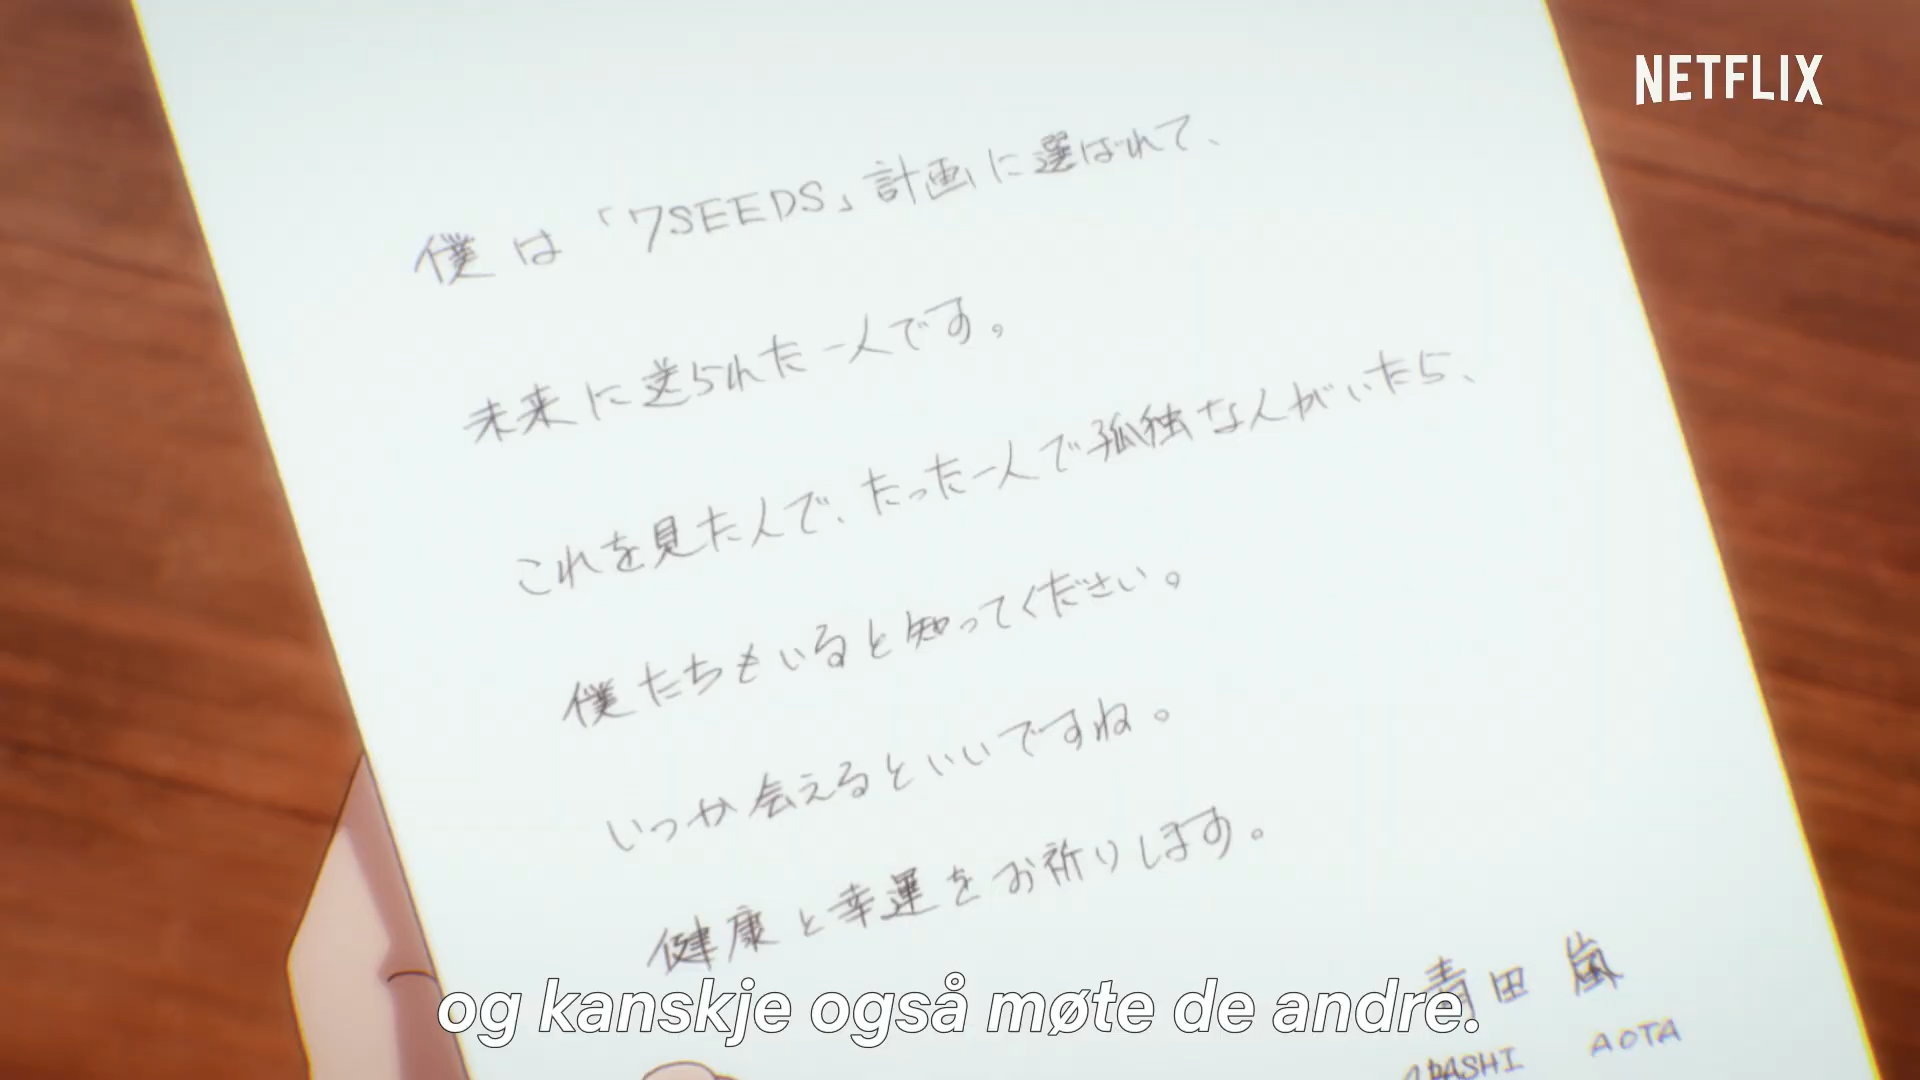 NETFLIX
僕は「7SEEDS」計画に選ばれて、
未来に送られた一人です。
これを見た人で、たった一人で孤独な人がいたら、
僕たちもいると知ってください。
いつか会えるといいですね。
健康と幸運をお祈りします。
青田 嵐
AOTA
og kanskje også møte de andre.